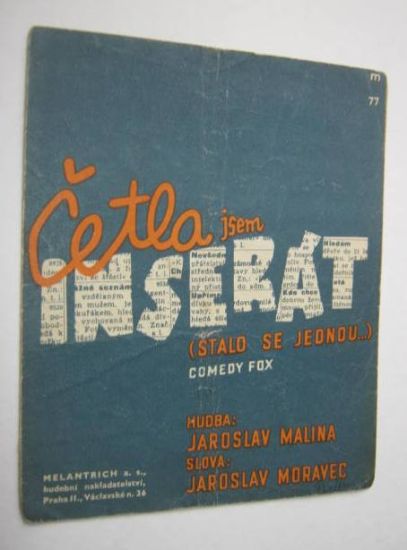 m
77
Četla jsem
INSERÁT
(STALO SE JEDNOU...)
COMEDY FOX
HUDBA:
JAROSLAV MALINA
SLOVA:
JAROSLAV MORAVEC
MELANTRICH a. s.,
hudební nakladatelství,
Praha II., Václavské n. 36